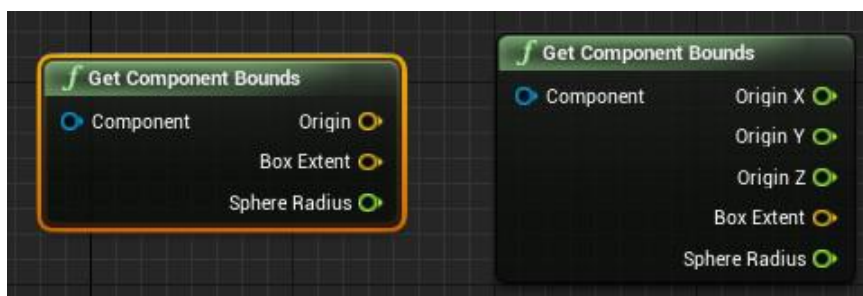 Get Component Bounds
Component Origin
Box Extent
Sphere Radius
Get Component Bounds
Component Origin X
Origin Y
Origin Z
Box Extent
Sphere Radius